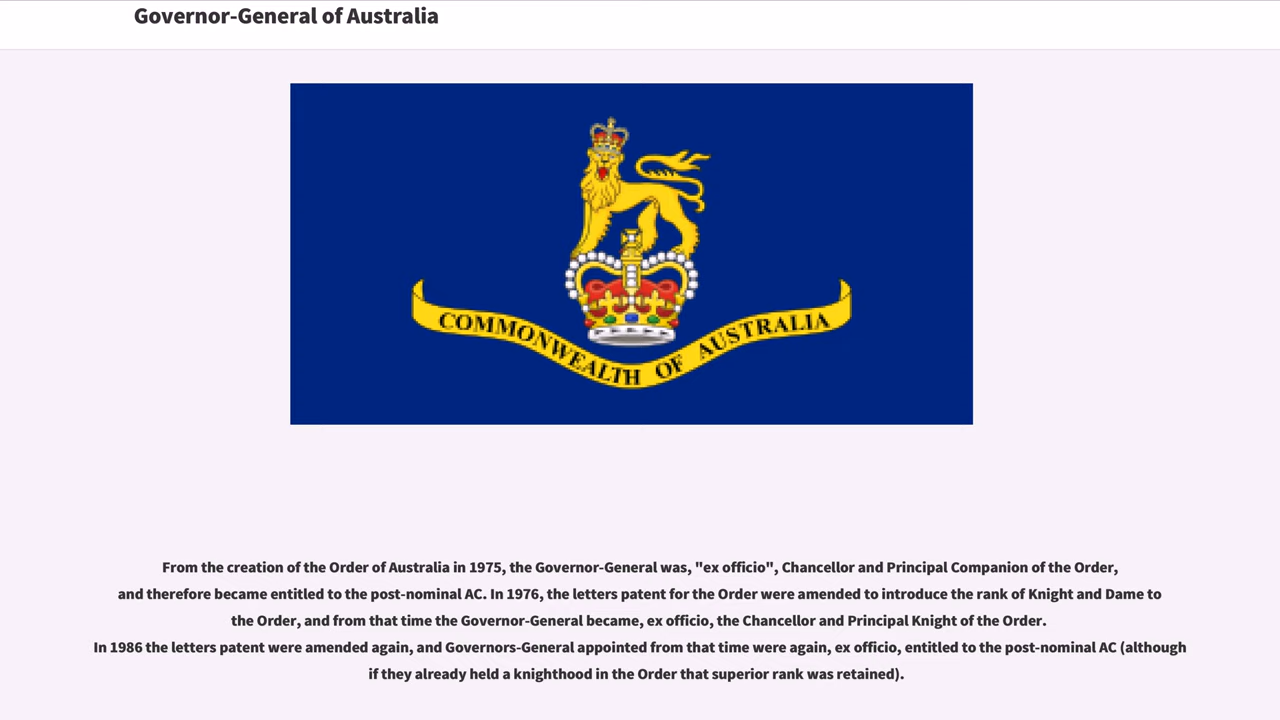 Governor-General of Australia
COMMONWEALTH OF AUSTRALIA
From the creation of the Order of Australia in 1975, the Governor-General was, "ex officio", Chancellor and Principal Companion of the Order,
and therefore became entitled to the post-nominal AC. In 1976, the letters patent for the Order were amended to introduce the rank of Knight and Dame to
the Order, and from that time the Governor-General became, ex officio, the Chancellor and Principal Knight of the Order.
In 1986 the letters patent were amended again, and Governors-General appointed from that time were again, ex officio, entitled to the post-nominal AC (although
if they already held a knighthood in the Order that superior rank was retained).